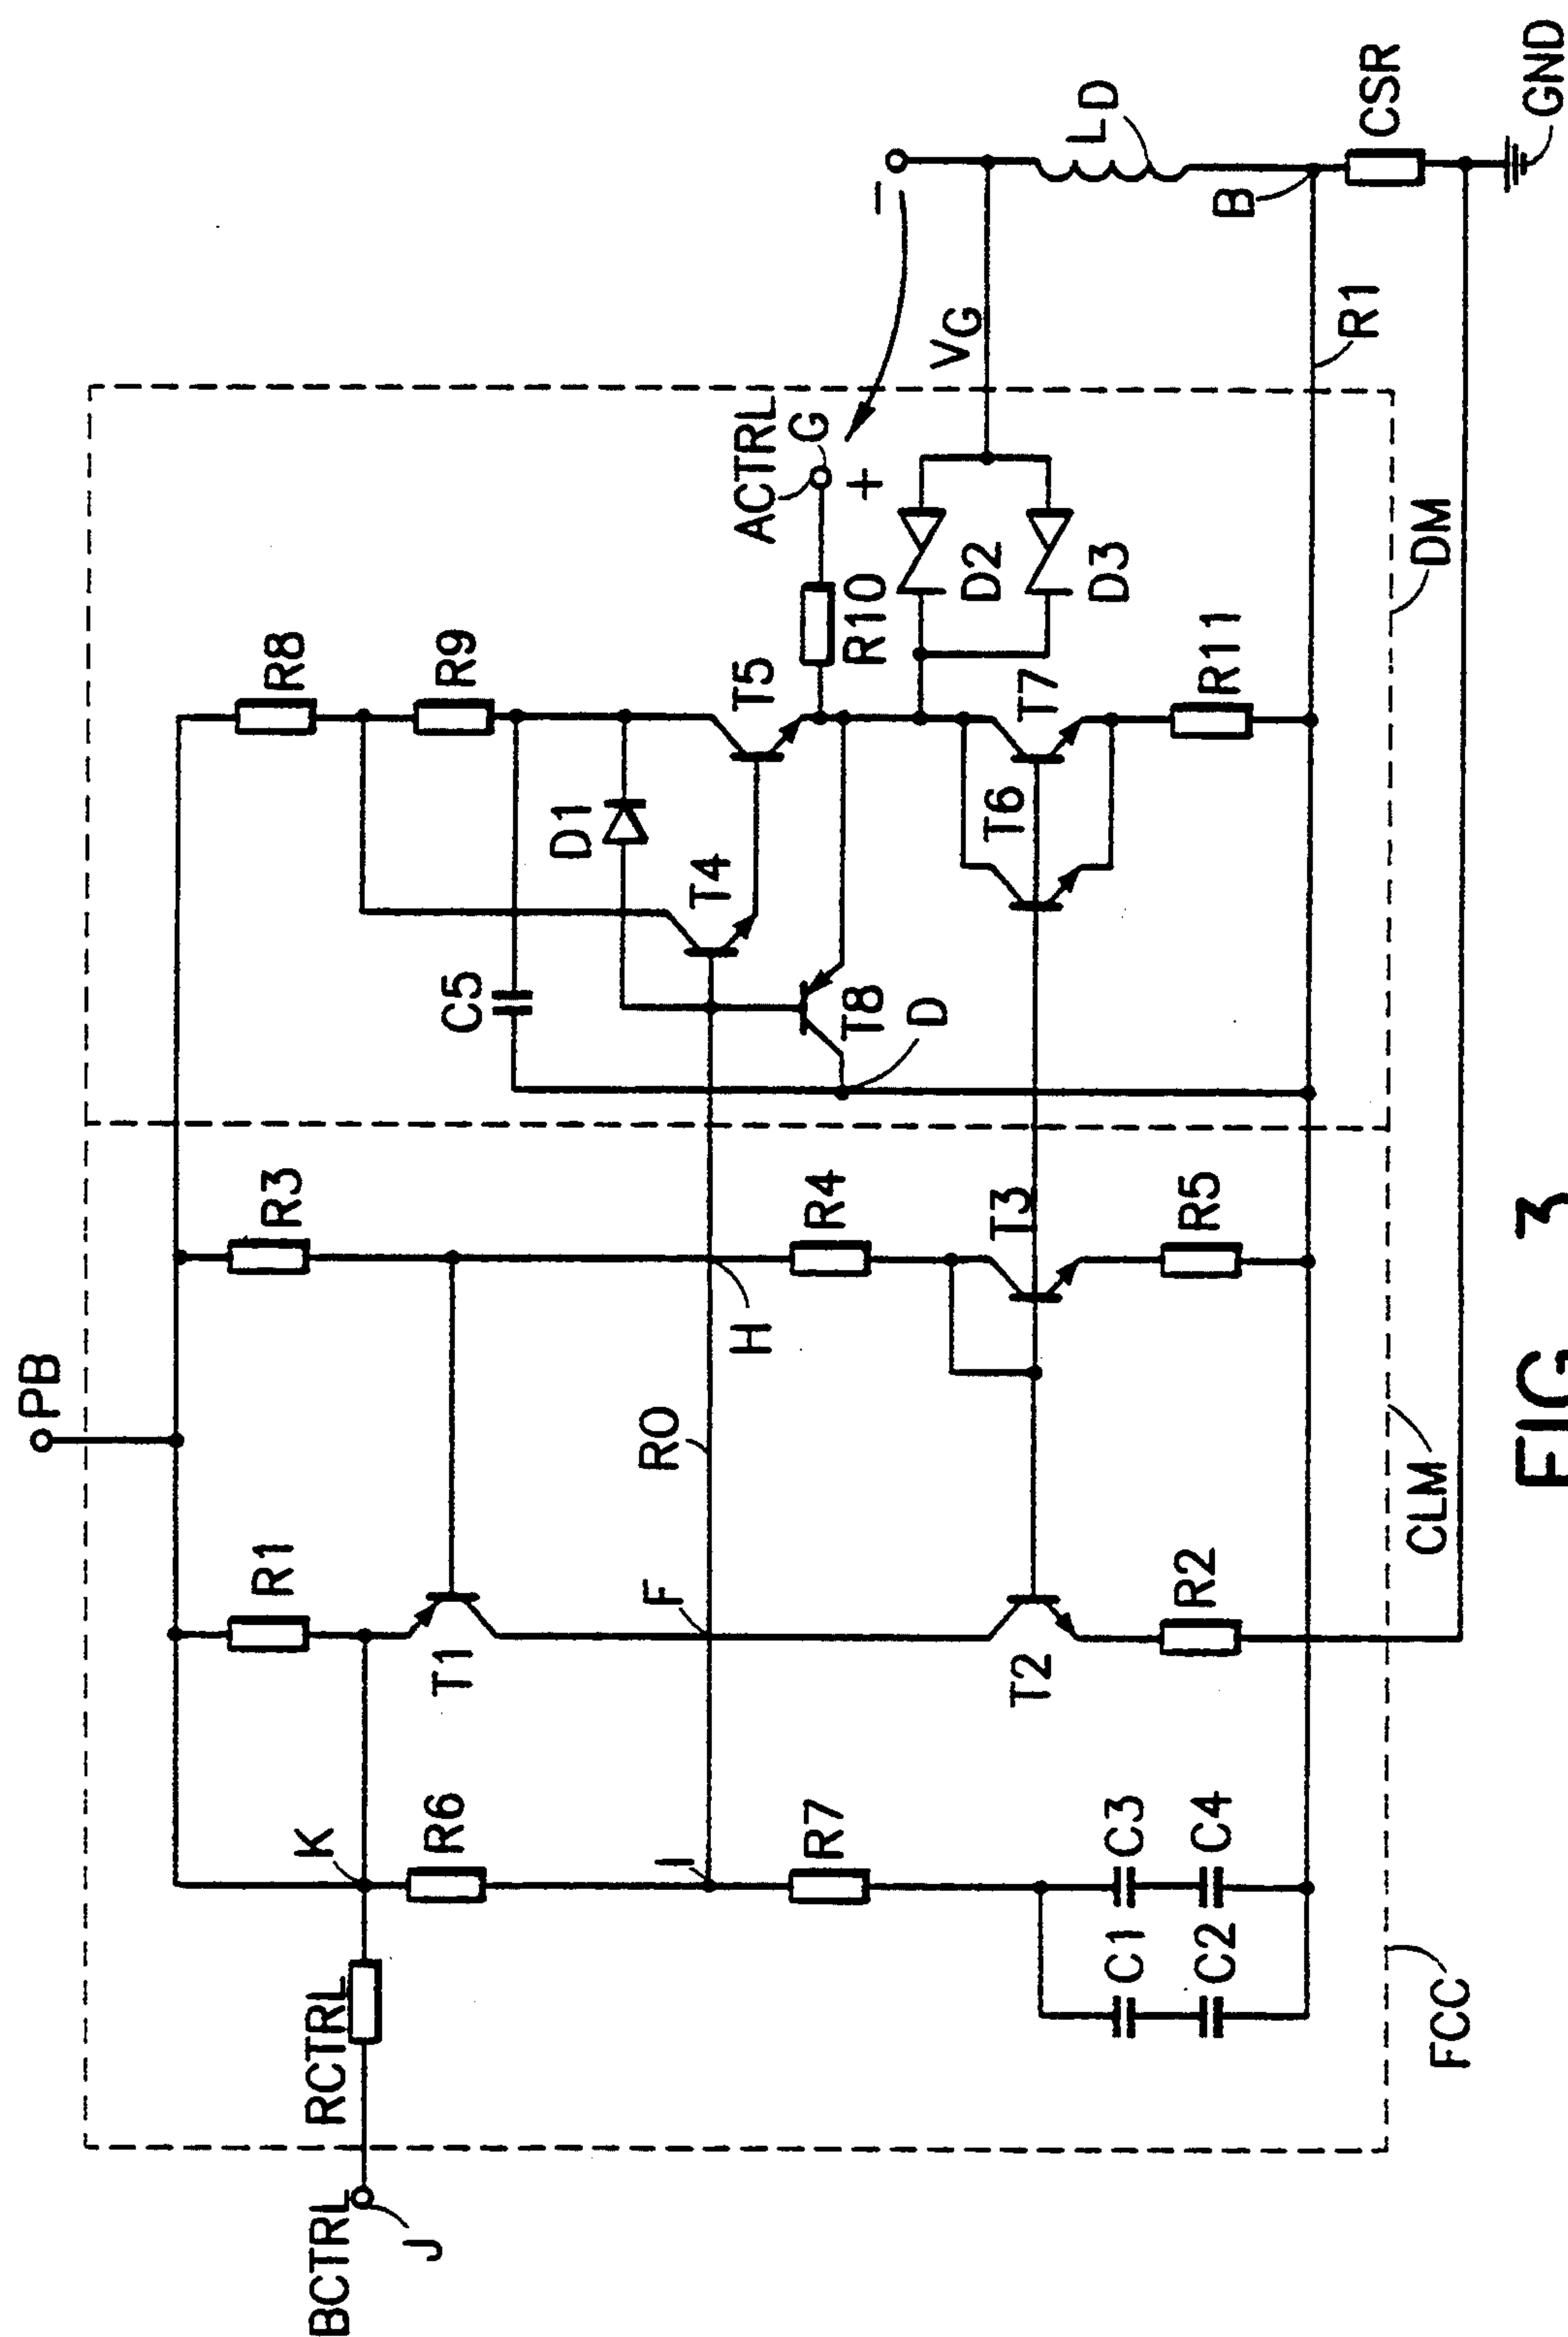 PB
R1
R3
R8
R9
K
RCTRL
BCTRL
J
R6
T1
C5
D1
T4
T5
ACTRL
G
+
−
I
F
RO
H
R7
R4
T8
D
R10
D2
D3
VG
LD
T2
T3
T6
T7
C1
C3
C2
C4
R2
R5
R11
B
R1
CSR
GND
FCC
CLM
DM
FIG. 3